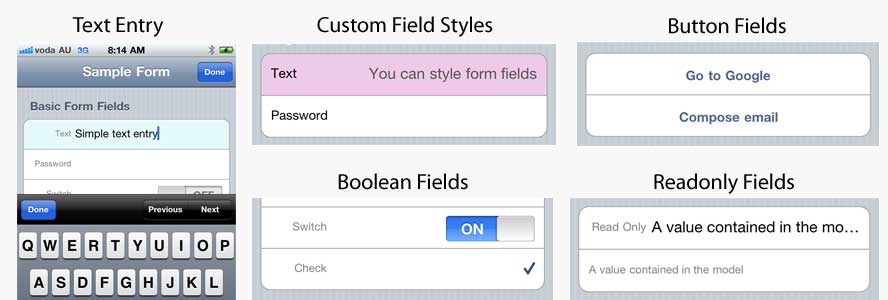 Text Entry
voda AU 3G 8:14 AM
Sample Form Done
Basic Form Fields
Text Simple text entry
Password
Switch OFF
Done Previous Next
Q W E R T Y U I O P
A S D F G H J K L
Custom Field Styles
Text You can style form fields
Password
Button Fields
Go to Google
Compose email
Boolean Fields
Switch ON
Check
Readonly Fields
Read Only A value contained in the mo...
A value contained in the model